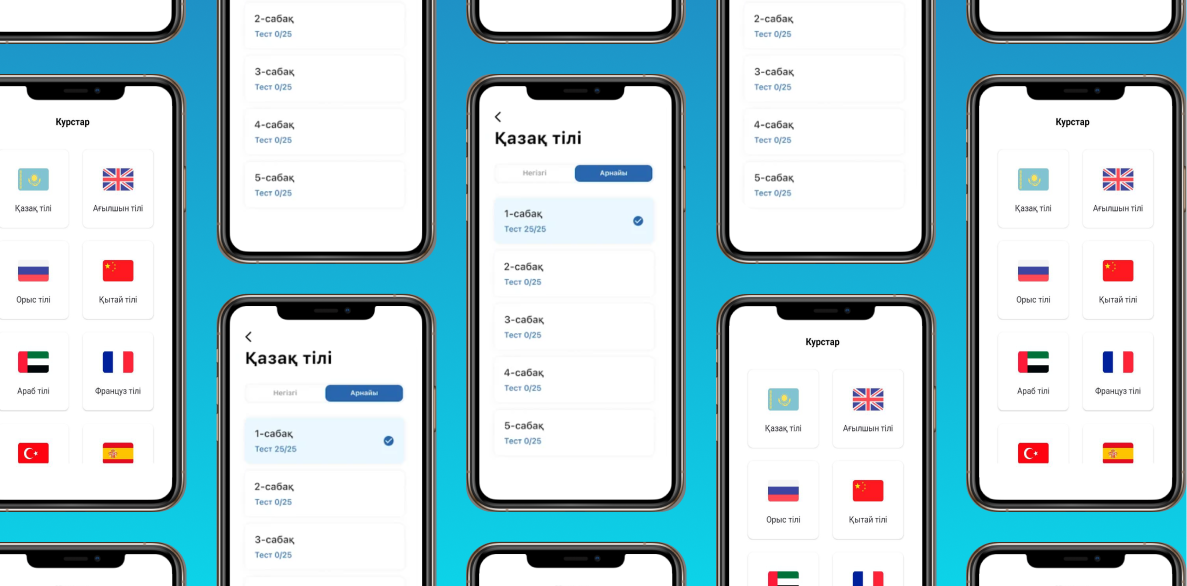 Курстар
Қазақ тілі
Ағылшын тілі
Орыс тілі
Қытай тілі
Араб тілі
Француз тілі
2-сабақ
Тест 0/25
3-сабақ
Тест 0/25
4-сабақ
Тест 0/25
5-сабақ
Тест 0/25
Қазақ тілі
Негізгі
Арнайы
1-сабақ
Тест 25/25
2-сабақ
Тест 0/25
3-сабақ
Тест 0/25
Қазақ тілі
Негізгі
Арнайы
1-сабақ
Тест 25/25
2-сабақ
Тест 0/25
3-сабақ
Тест 0/25
4-сабақ
Тест 0/25
5-сабақ
Тест 0/25
2-сабақ
Тест 0/25
3-сабақ
Тест 0/25
4-сабақ
Тест 0/25
5-сабақ
Тест 0/25
Курстар
Қазақ тілі
Ағылшын тілі
Орыс тілі
Қытай тілі
Курстар
Қазақ тілі
Ағылшын тілі
Орыс тілі
Қытай тілі
Араб тілі
Француз тілі